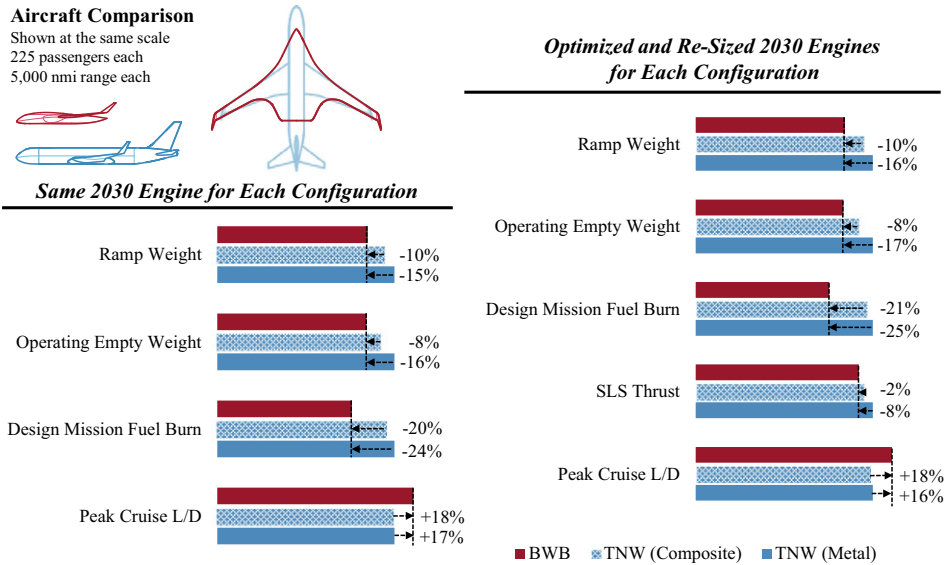 Aircraft Comparison
Shown at the same scale
225 passengers each
5,000 nmi range each
Same 2030 Engine for Each Configuration
Ramp Weight
-10%
-15%
Operating Empty Weight
-8%
-16%
Design Mission Fuel Burn
-20%
-24%
Peak Cruise L/D
+18%
+17%
Optimized and Re-Sized 2030 Engines
for Each Configuration
Ramp Weight
-10%
-16%
Operating Empty Weight
-8%
-17%
Design Mission Fuel Burn
-21%
-25%
SLS Thrust
-2%
-8%
Peak Cruise L/D
+18%
+16%
BWB TNW (Composite) TNW (Metal)